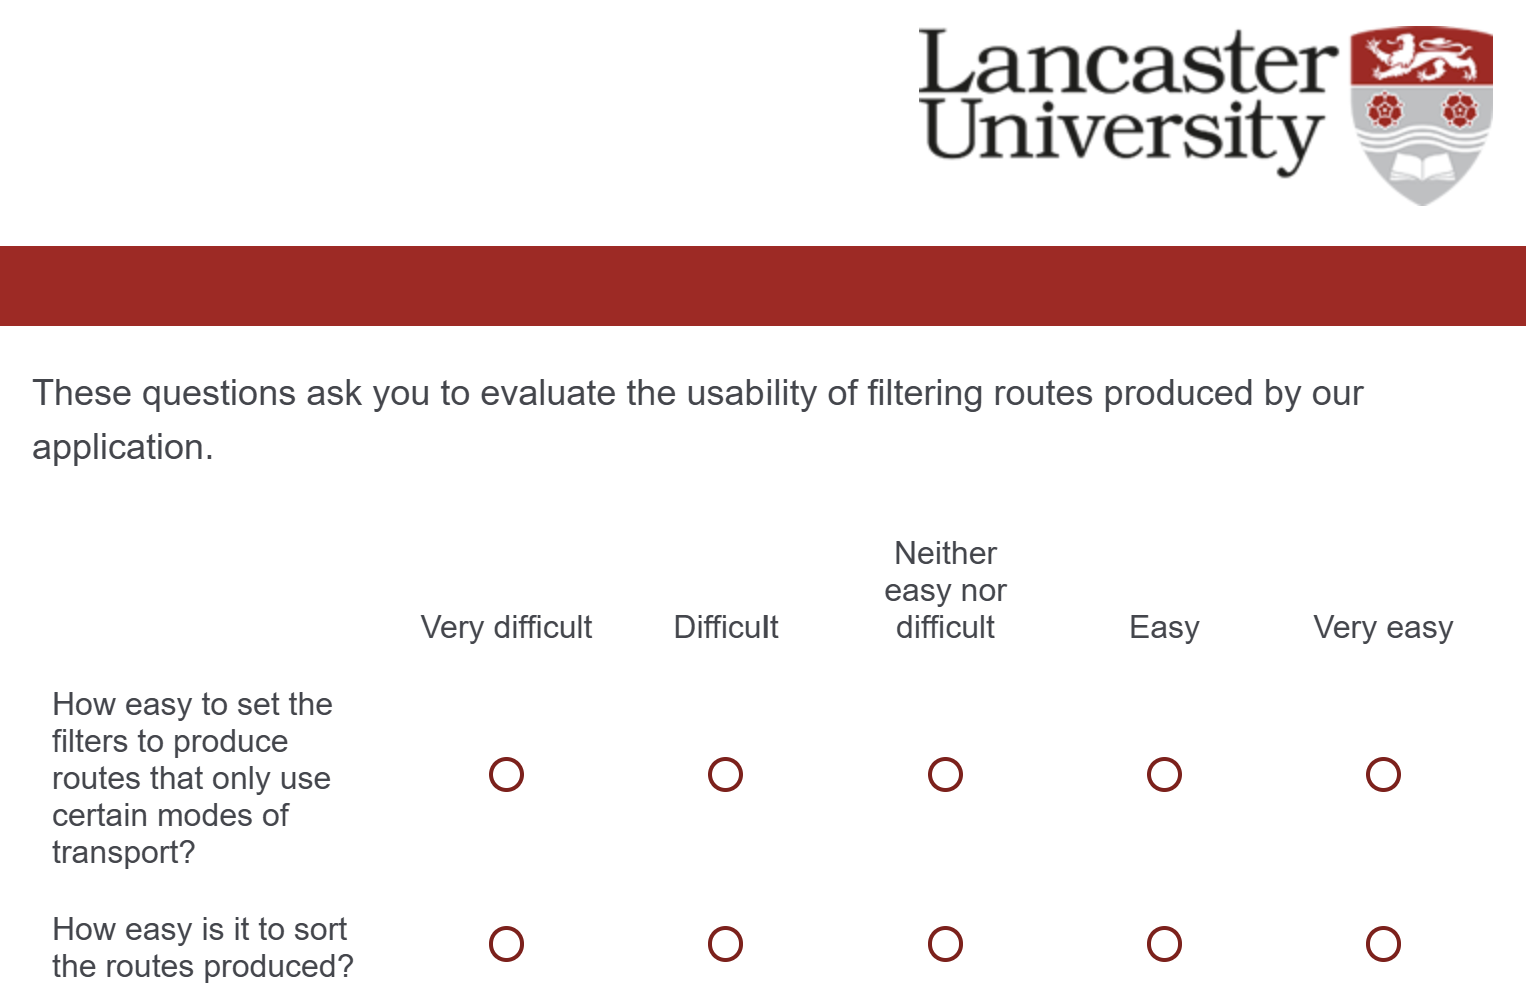 Lancaster
University
These questions ask you to evaluate the usability of filtering routes produced by our
application.
Neither
easy nor
Very difficult Difficult difficult Easy Very easy
How easy to set the
filters to produce
routes that only use
certain modes of
transport?
How easy is it to sort
the routes produced?